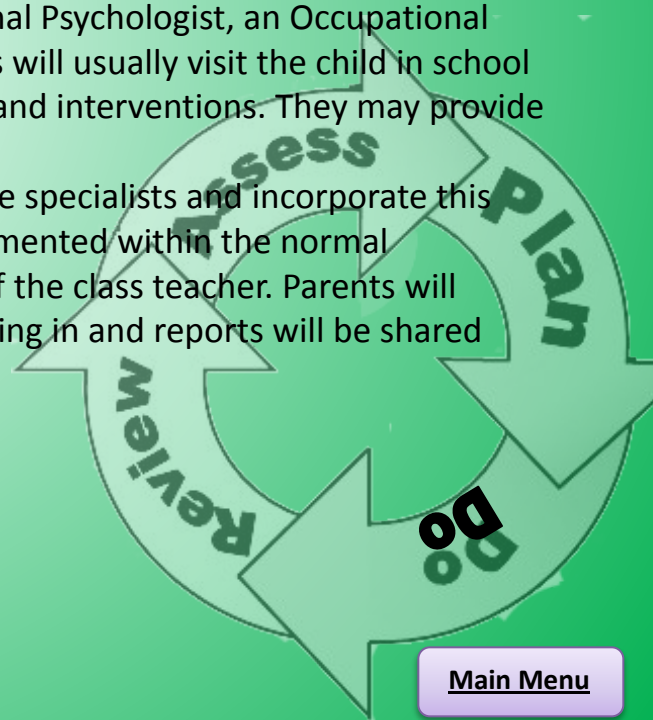 nal Psychologist, an Occupational
s will usually visit the child in school
and interventions. They may provide
e specialists and incorporate this
mented within the normal
f the class teacher. Parents will
ing in and reports will be shared
Assess
Plan
Do
Do
Review
Main Menu